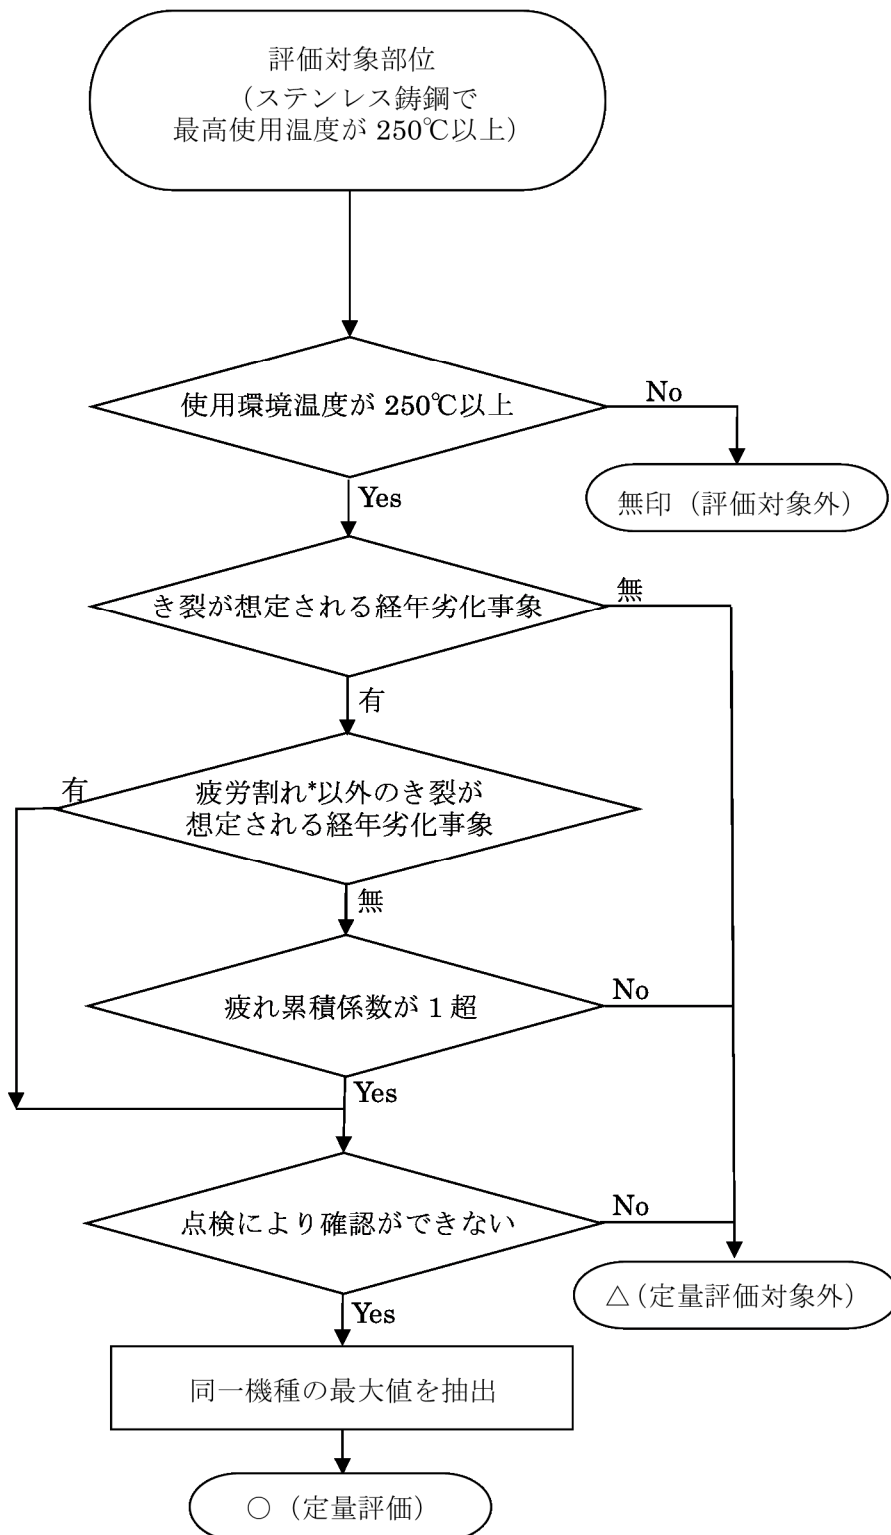 評価対象部位
（ステンレス鋳鋼で
最高使用温度が 250℃以上）
使用環境温度が 250℃以上
No
無印（評価対象外）
Yes
き裂が想定される経年劣化事象
無
有
疲労割れ*以外のき裂が
想定される経年劣化事象
有
無
疲れ累積係数が 1 超
No
Yes
点検により確認ができない
No
△（定量評価対象外）
Yes
同一機種の最大値を抽出
○（定量評価）